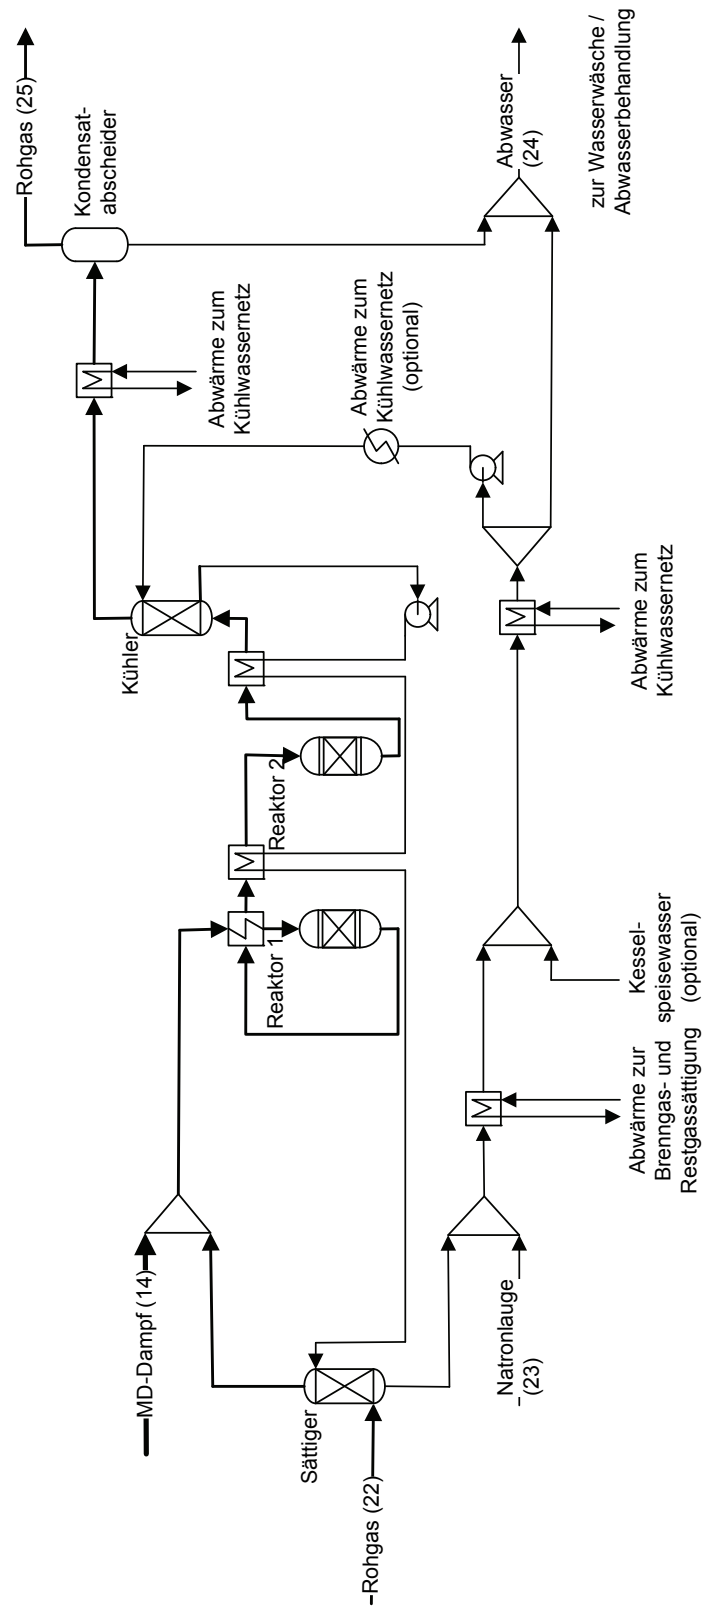 Rohgas (25)
Kondensat-
abscheider
Abwasser
(24)
zur Wasserwäsche /
Abwasserbehandlung
Abwärme zum
Kühlwassernetz
Abwärme zum
Kühlwassernetz
(optional)
Kühler
Abwärme zum
Kühlwassernetz
Reaktor 2
Reaktor 1
Kessel-
speisewasser
(optional)
Abwärme zur
Brenngas- und
Restgassättigung
MD-Dampf (14)
Natronlauge
(23)
Sättiger
Rohgas (22)